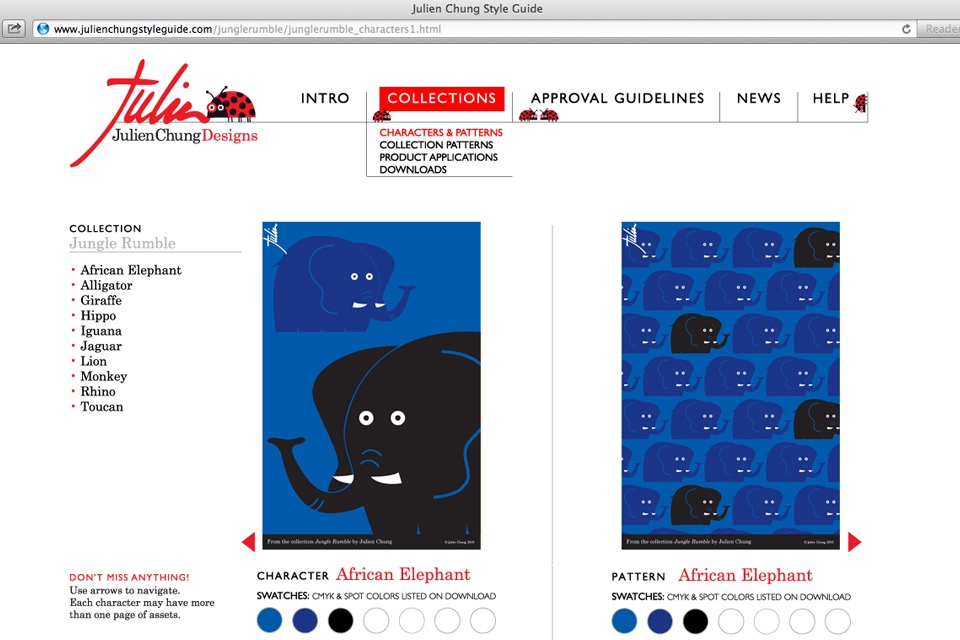 Julien Chung Style Guide
www.julienchungstyleguide.com/junglerumble/junglerumble_characters1.html
Reader
Julien
JulienChungDesigns
INTRO
COLLECTIONS
APPROVAL GUIDELINES
NEWS
HELP
CHARACTERS & PATTERNS
COLLECTION PATTERNS
PRODUCT APPLICATIONS
DOWNLOADS
COLLECTION
Jungle Rumble
• African Elephant
• Alligator
• Giraffe
• Hippo
• Iguana
• Jaguar
• Lion
• Monkey
• Rhino
• Toucan
DON'T MISS ANYTHING!
Use arrows to navigate.
Each character may have more
than one page of assets.
Julien
From the collection Jungle Rumble by Julien Chung
© Julien Chung 2010
CHARACTER African Elephant
SWATCHES: CMYK & SPOT COLORS LISTED ON DOWNLOAD
Julien
From the collection Jungle Rumble by Julien Chung
© Julien Chung 2010
PATTERN African Elephant
SWATCHES: CMYK & SPOT COLORS LISTED ON DOWNLOAD